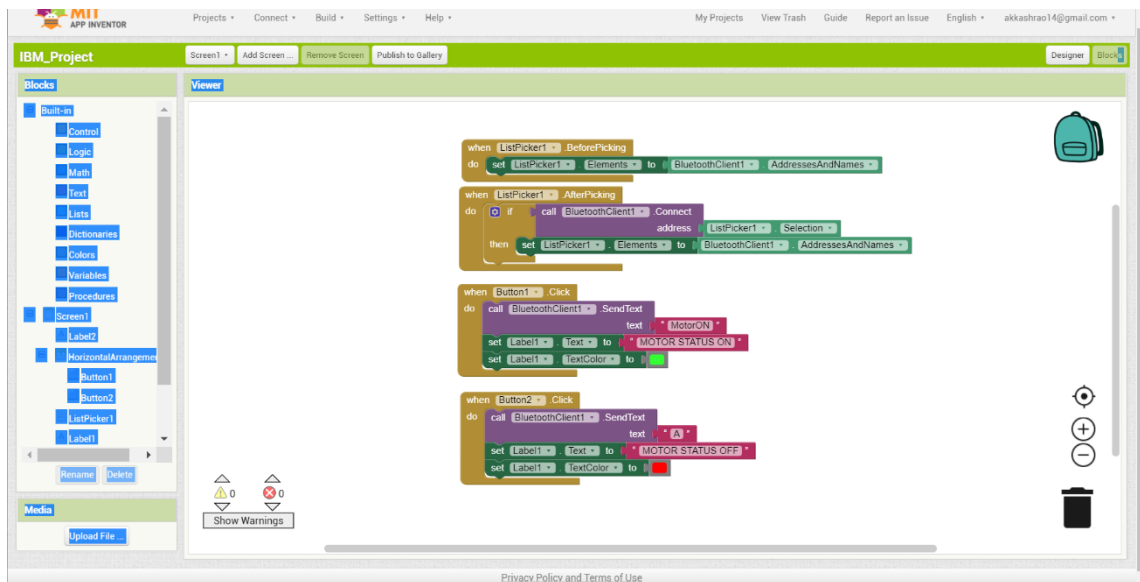 MIT
APP INVENTOR
Projects Connect Build Settings Help My Projects View Trash Guide Report an Issue English akkashrao14@gmail.com
IBM_Project Screen1 Add Screen ... Remove Screen Publish to Gallery Designer Blocks
Blocks
Viewer
Built-in
Control
Logic
Math
Text
Lists
Dictionaries
Colors
Variables
Procedures
Screen1
Label2
HorizontalArrangemen
Button1
Button2
ListPicker1
Label1
Rename Delete
Media
Upload File ...
when ListPicker1 .BeforePicking
do set ListPicker1 . Elements to BluetoothClient1 . AddressesAndNames
when ListPicker1 .AfterPicking
do if call BluetoothClient1 .Connect
address ListPicker1 . Selection
then set ListPicker1 . Elements to BluetoothClient1 . AddressesAndNames
when Button1 .Click
do call BluetoothClient1 .SendText
text " MotorON "
set Label1 . Text to " MOTOR STATUS ON "
set Label1 . TextColor to
when Button2 .Click
do call BluetoothClient1 .SendText
text " A "
set Label1 . Text to " MOTOR STATUS OFF "
set Label1 . TextColor to
0 0
Show Warnings
Privacy Policy and Terms of Use